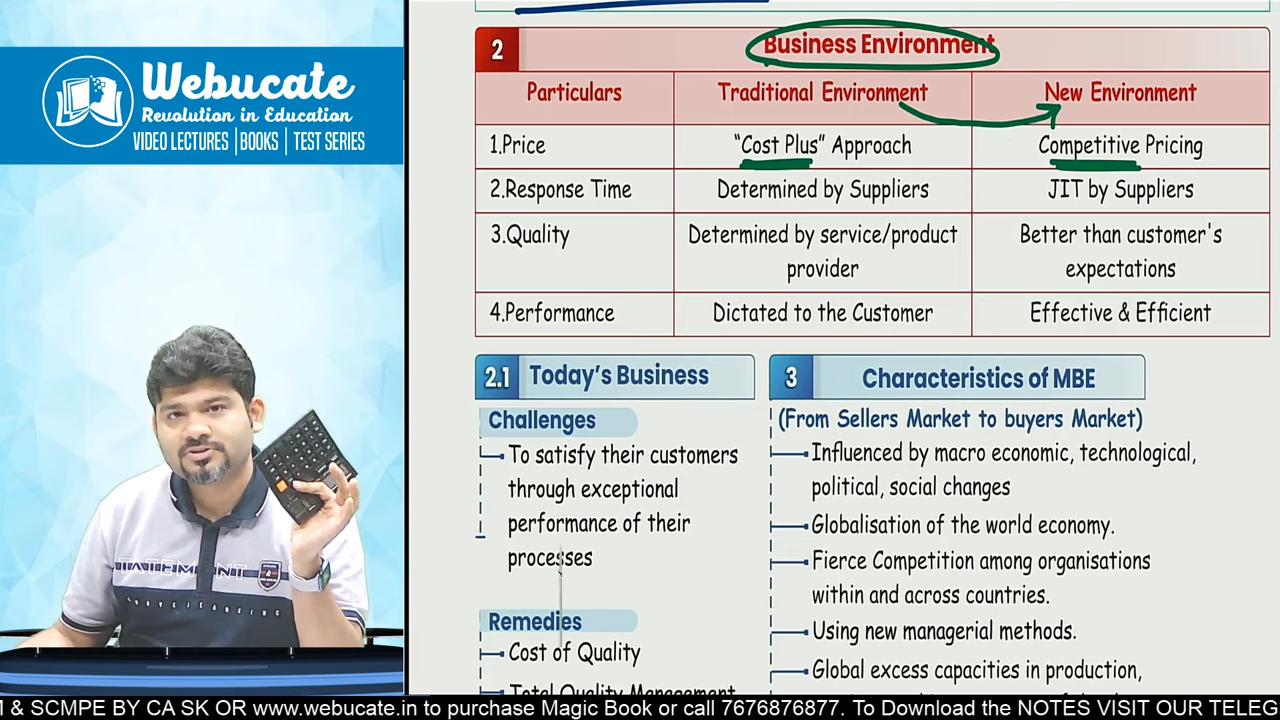 Webucate
Revolution in Education
VIDEO LECTURES | BOOKS | TEST SERIES
2 Business Environment
Particulars Traditional Environment New Environment
1.Price "Cost Plus" Approach Competitive Pricing
2.Response Time Determined by Suppliers JIT by Suppliers
3.Quality Determined by service/product Better than customer's
provider expectations
4.Performance Dictated to the Customer Effective & Efficient
2.1 Today's Business
Challenges
To satisfy their customers
through exceptional
performance of their
processes
Remedies
Cost of Quality
Total Quality Management
3 Characteristics of MBE
(From Sellers Market to buyers Market)
Influenced by macro economic, technological,
political, social changes
Globalisation of the world economy.
Fierce Competition among organisations
within and across countries.
Using new managerial methods.
Global excess capacities in production,
TATEMENT
M & SCMPE BY CA SK OR www.webucate.in to purchase Magic Book or call 7676876877. To Download the NOTES VISIT OUR TELEG